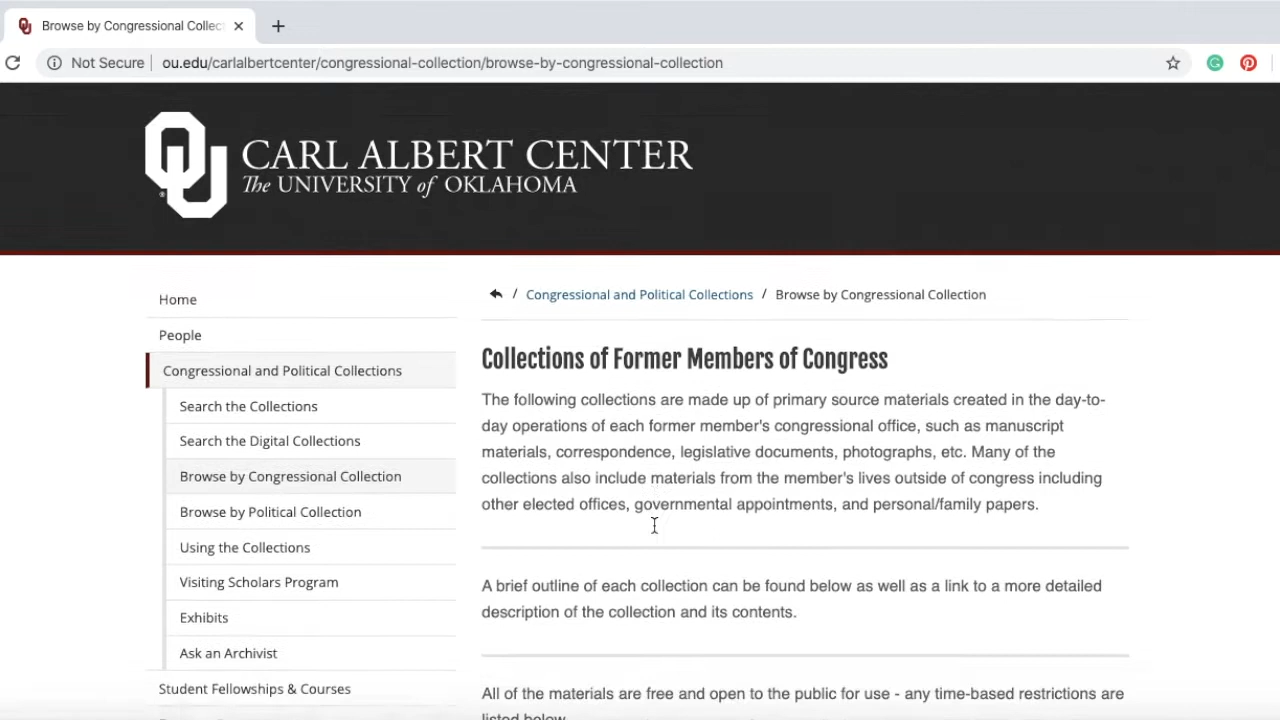 Browse by Congressional Collec
Not Secure
ou.edu/carlalbertcenter/congressional-collection/browse-by-congressional-collection
CARL ALBERT CENTER
The UNIVERSITY of OKLAHOMA
Home
People
Congressional and Political Collections
Search the Collections
Search the Digital Collections
Browse by Congressional Collection
Browse by Political Collection
Using the Collections
Visiting Scholars Program
Exhibits
Ask an Archivist
Student Fellowships & Courses
/ Congressional and Political Collections / Browse by Congressional Collection
Collections of Former Members of Congress
The following collections are made up of primary source materials created in the day-to-
day operations of each former member's congressional office, such as manuscript
materials, correspondence, legislative documents, photographs, etc. Many of the
collections also include materials from the member's lives outside of congress including
other elected offices, governmental appointments, and personal/family papers.
A brief outline of each collection can be found below as well as a link to a more detailed
description of the collection and its contents.
All of the materials are free and open to the public for use - any time-based restrictions are
listed below